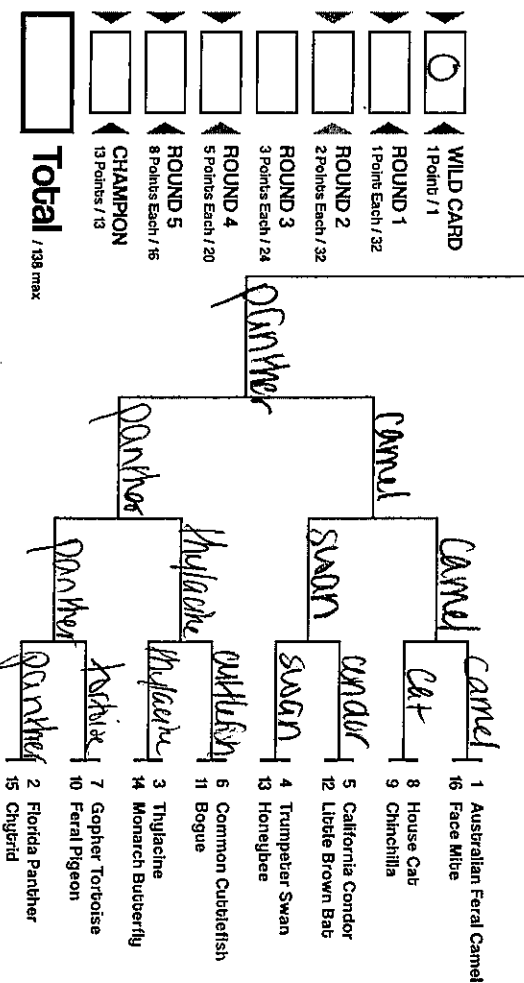 WILD CARD
1 Point / 1
O
ROUND 1
1 Point Each / 32
ROUND 2
2 Points Each / 32
ROUND 3
3 Points Each / 24
ROUND 4
5 Points Each / 20
ROUND 5
8 Points Each / 16
CHAMPION
13 Points / 13
Total / 138 max
1 Australian Feral Camel
16 Face Mite
8 House Cat
9 Chinchilla
5 California Condor
12 Little Brown Bat
4 Trumpeter Swan
13 Honeybee
6 Common Cuttlefish
11 Bogue
3 Thylacine
14 Monarch Butterfly
7 Gopher Tortoise
10 Feral Pigeon
2 Florida Panther
15 Chytrid
Camel
Cat
condor
swan
cuttlefish
thylacine
tortoise
panther
Camel
swan
thylacine
panther
camel
panther
panther